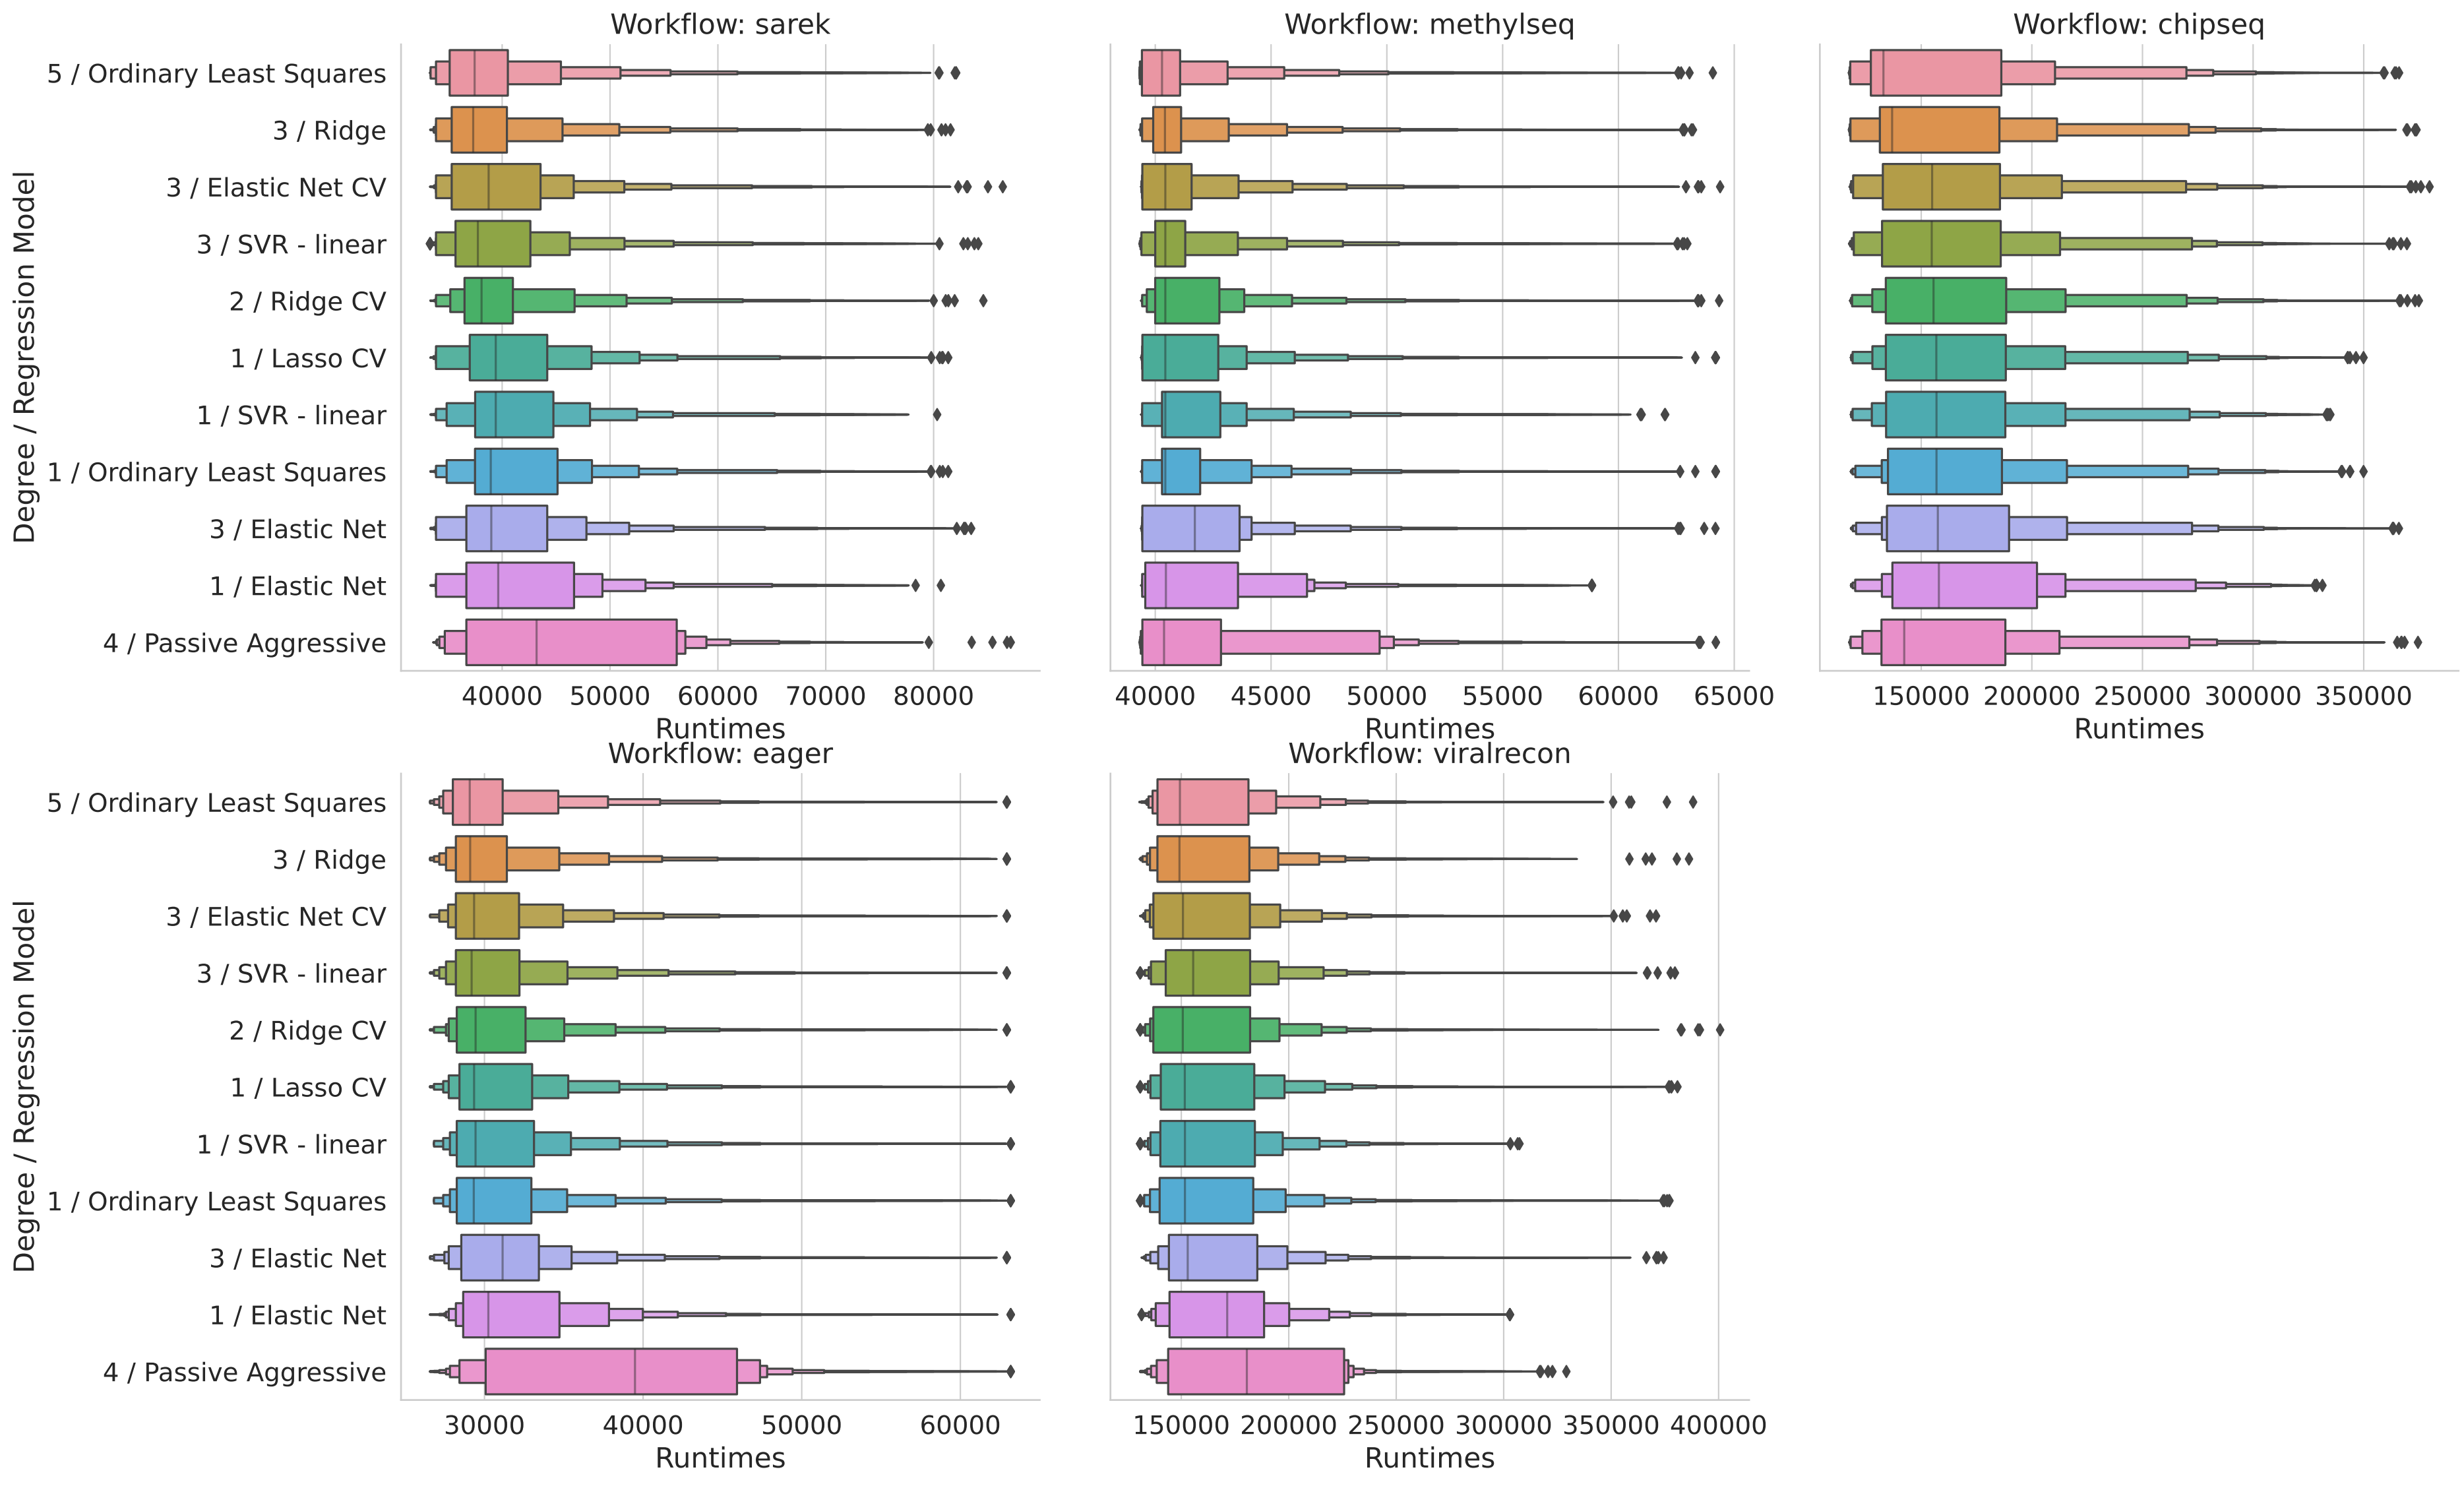 Workflow: sarek
Workflow: methylseq
Workflow: chipseq
Degree / Regression Model
5 / Ordinary Least Squares
3 / Ridge
3 / Elastic Net CV
3 / SVR - linear
2 / Ridge CV
1 / Lasso CV
1 / SVR - linear
1 / Ordinary Least Squares
3 / Elastic Net
1 / Elastic Net
4 / Passive Aggressive
40000 50000 60000 70000 80000
40000 45000 50000 55000 60000 65000
150000 200000 250000 300000 350000
Runtimes
Runtimes
Runtimes
Workflow: eager
Workflow: viralrecon
Degree / Regression Model
5 / Ordinary Least Squares
3 / Ridge
3 / Elastic Net CV
3 / SVR - linear
2 / Ridge CV
1 / Lasso CV
1 / SVR - linear
1 / Ordinary Least Squares
3 / Elastic Net
1 / Elastic Net
4 / Passive Aggressive
30000 40000 50000 60000
150000 200000 250000 300000 350000 400000
Runtimes
Runtimes